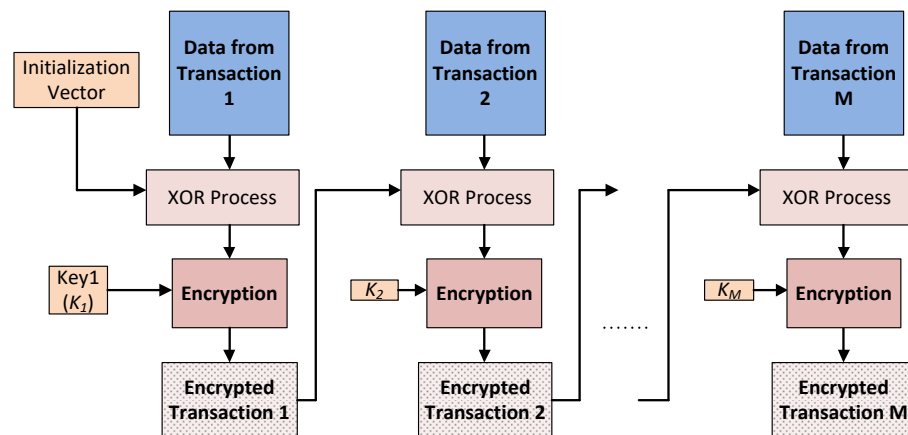 Data from
Transaction
1
Data from
Transaction
2
Data from
Transaction
M
Initialization
Vector
XOR Process
XOR Process
XOR Process
Key1
(K1)
Encryption
K2
Encryption
KM
Encryption
.......
Encrypted
Transaction 1
Encrypted
Transaction 2
Encrypted
Transaction M